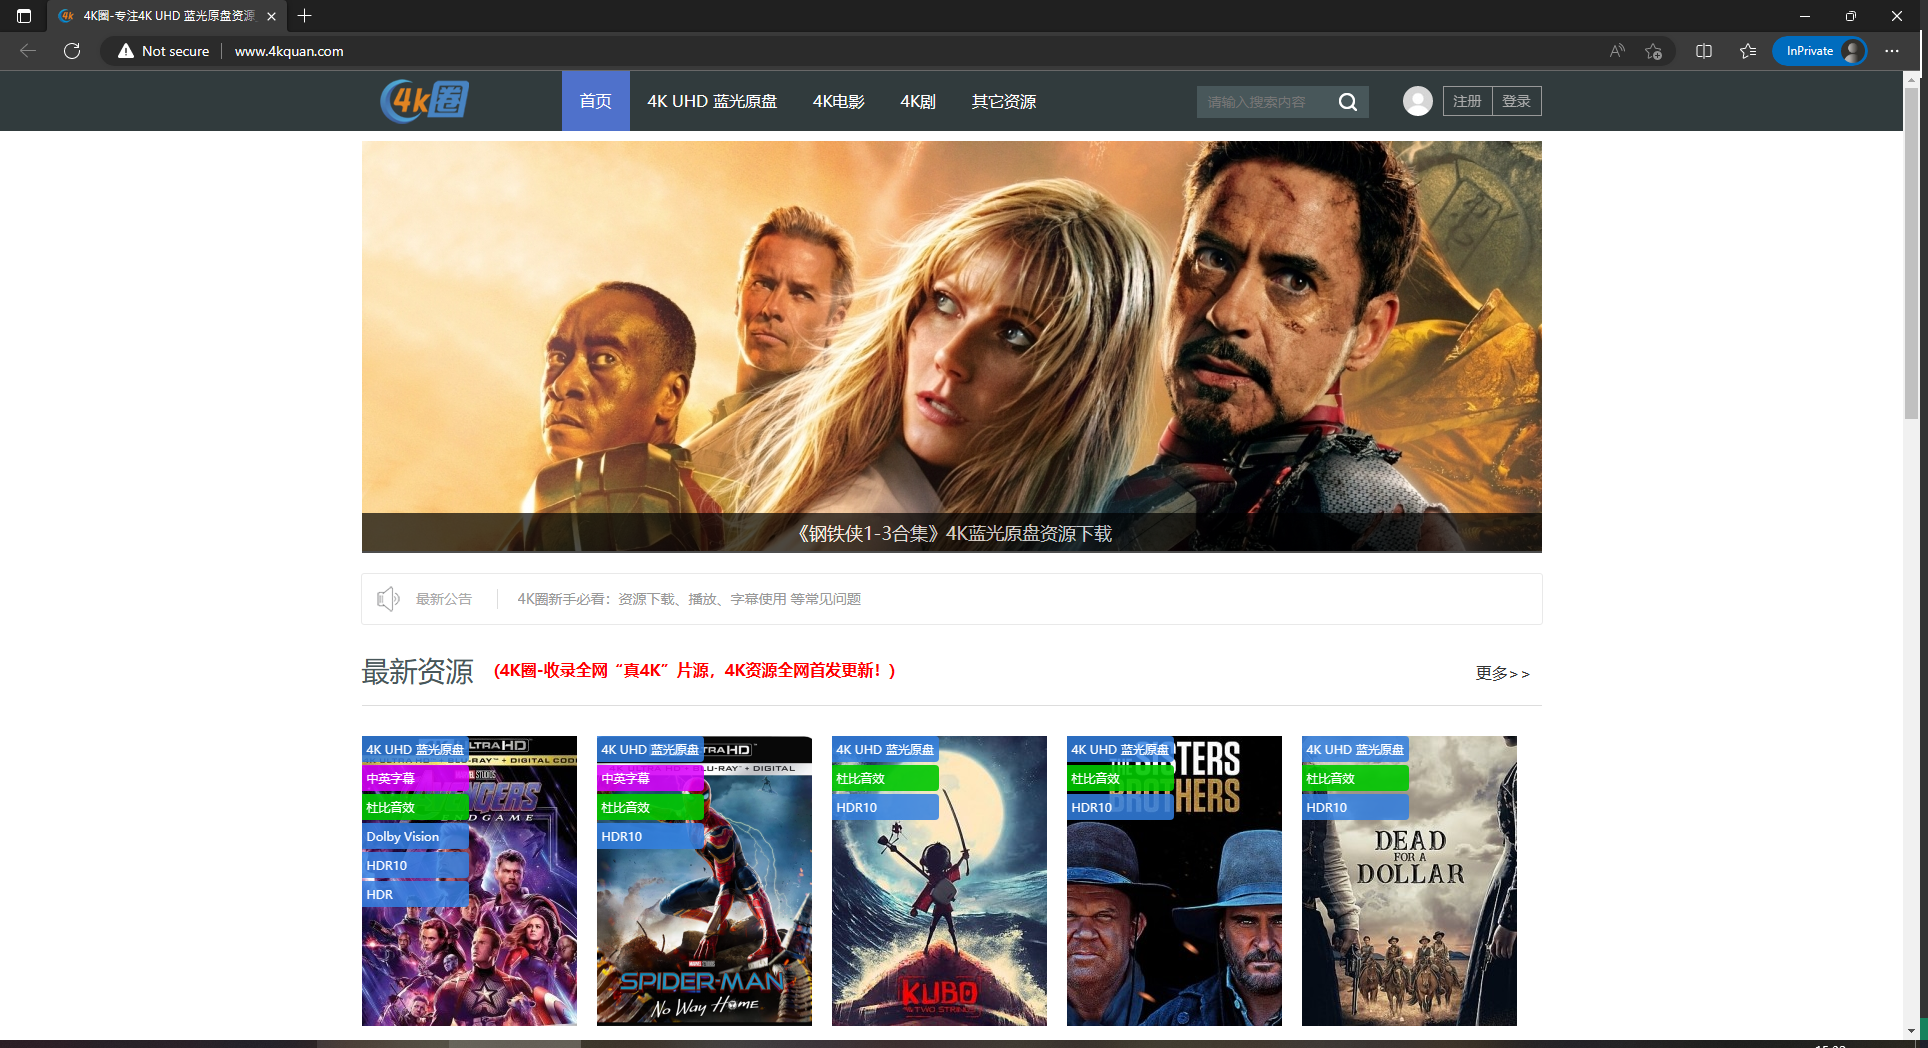 4K圈-专注4K UHD 蓝光原盘资源
Not secure
www.4kquan.com
InPrivate
4k圈
首页
4K UHD 蓝光原盘
4K电影
4K剧
其它资源
请输入搜索内容
注册
登录
《钢铁侠1-3合集》4K蓝光原盘资源下载
最新公告
4K圈新手必看：资源下载、播放、字幕使用 等常见问题
最新资源
(4K圈-收录全网“真4K”片源，4K资源全网首发更新！)
更多>>
4K UHD 蓝光原盘
中英字幕
杜比音效
Dolby Vision
HDR10
HDR
MARVEL STUDIOS
ENDGAME
4K UHD 蓝光原盘
中英字幕
杜比音效
HDR10
SPIDER-MAN
No Way Home
4K UHD 蓝光原盘
杜比音效
HDR10
KUBO
AND THE TWO STRINGS
4K UHD 蓝光原盘
杜比音效
HDR10
BROTHERS
4K UHD 蓝光原盘
杜比音效
HDR10
DEAD
FOR A
DOLLAR